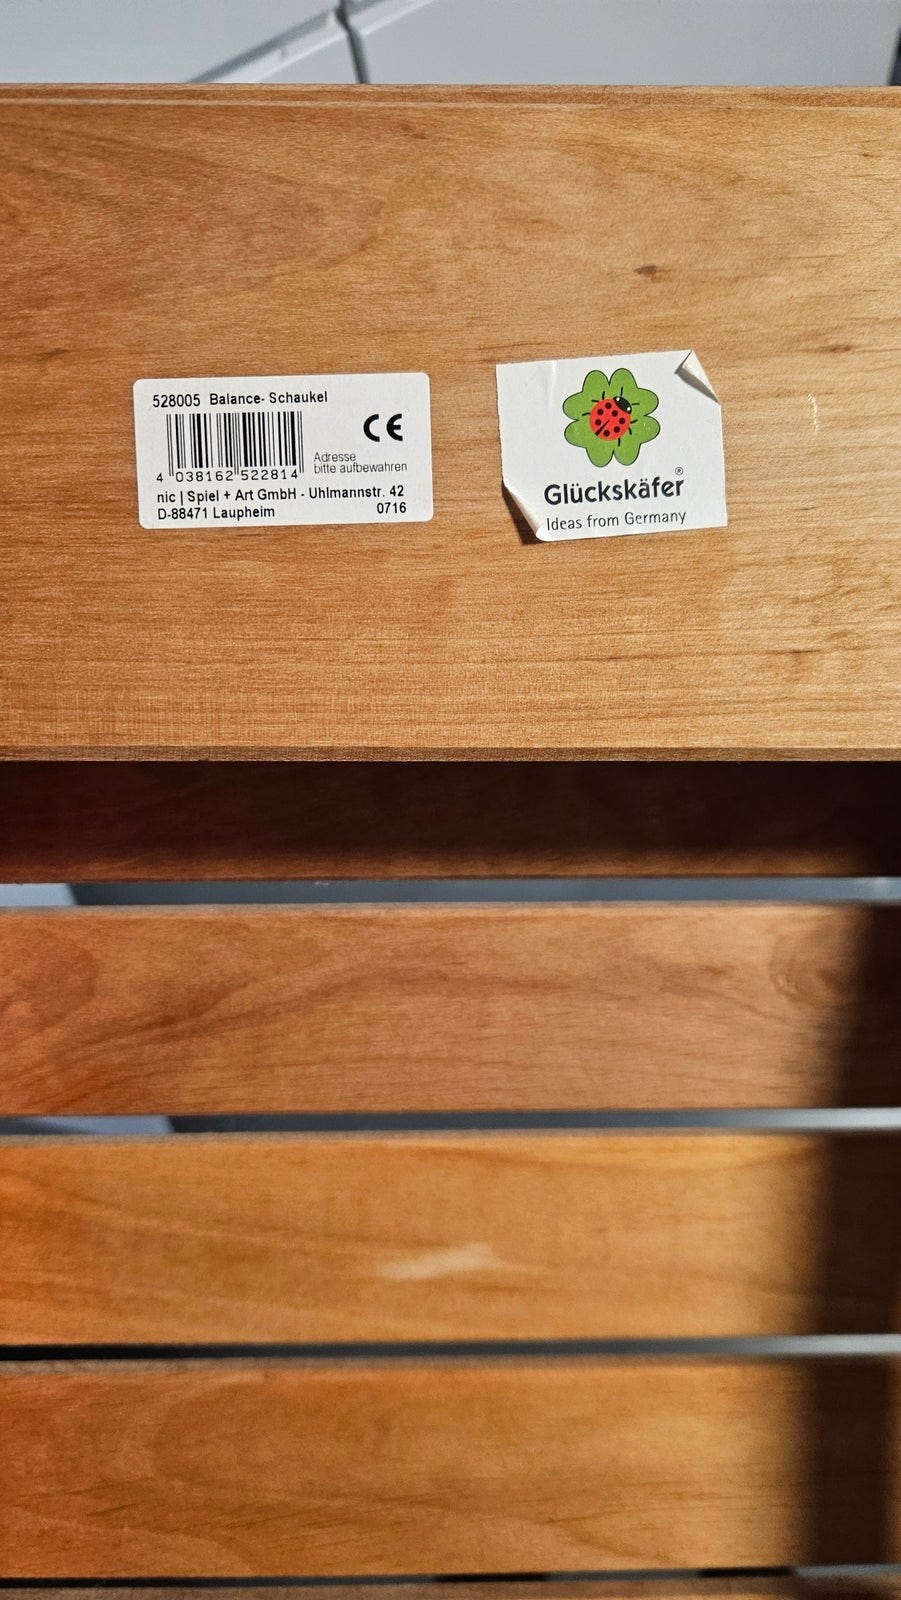 528005 Balance- Schaukel
CE
Adresse
bitte aufbewahren
4 038162 522814
nic | Spiel + Art GmbH - Uhlmannstr. 42
D-88471 Laupheim 0716
Glückskäfer®
Ideas from Germany